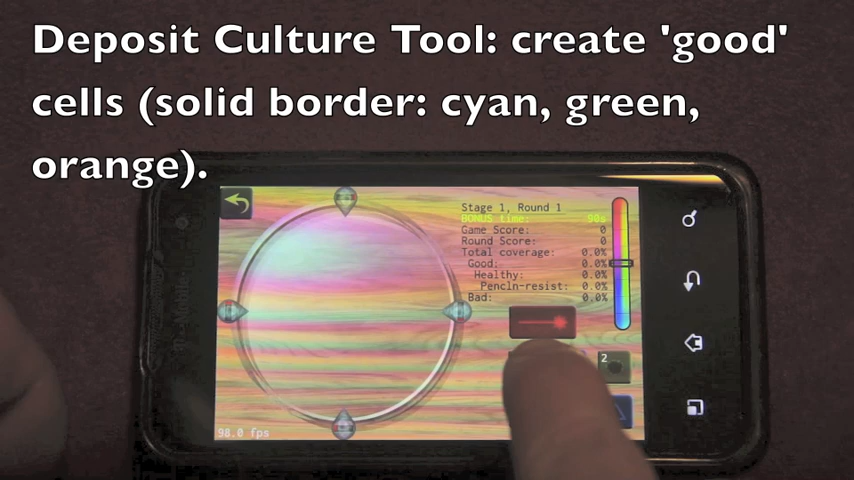 Deposit Culture Tool: create 'good'
cells (solid border: cyan, green,
orange).
Stage 1, Round 1
BONUS time: 90s
Game Score: 0
Round Score: 0
Total coverage: 0.0%
Good: 0.0%
Healthy: 0.0%
Pencln-resist: 0.0%
Bad: 0.0%
2
98.0 fps